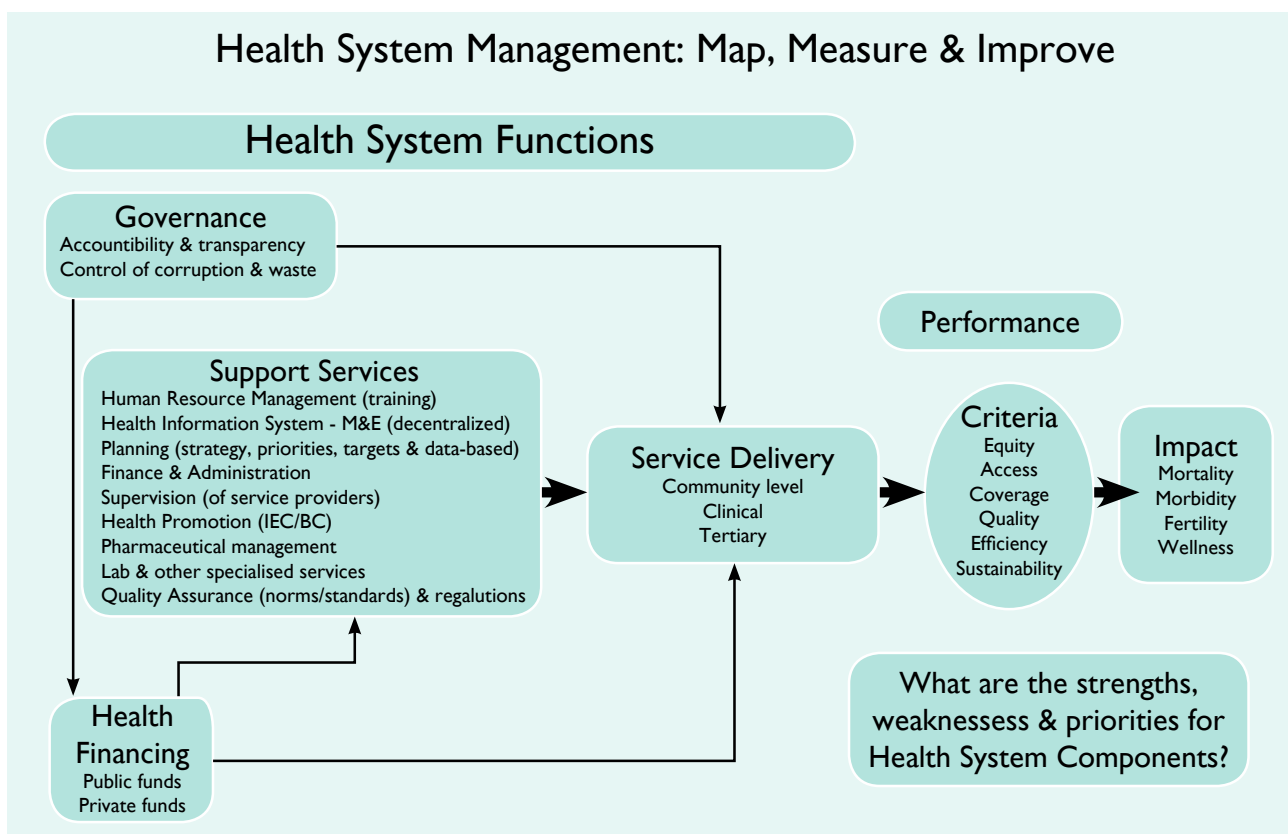 Health System Management: Map, Measure & Improve
Health System Functions
Governance
Accountibility & transparency
Control of corruption & waste
Support Services
Human Resource Management (training)
Health Information System - M&E (decentralized)
Planning (strategy, priorities, targets & data-based)
Finance & Administration
Supervision (of service providers)
Health Promotion (IEC/BC)
Pharmaceutical management
Lab & other specialised services
Quality Assurance (norms/standards) & regalutions
Health
Financing
Public funds
Private funds
Service Delivery
Community level
Clinical
Tertiary
Performance
Criteria
Equity
Access
Coverage
Quality
Efficiency
Sustainability
Impact
Mortality
Morbidity
Fertility
Wellness
What are the strengths,
weaknessess & priorities for
Health System Components?